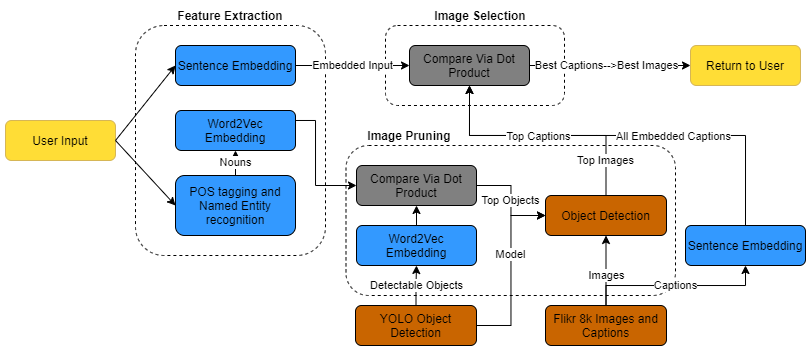 Feature Extraction
Image Selection
Sentence Embedding
Embedded Input
Compare Via Dot
Product
Best Captions-->Best Images
Return to User
User Input
Word2Vec
Embedding
Nouns
POS tagging and
Named Entity
recognition
Image Pruning
Top Captions
All Embedded Captions
Top Images
Compare Via Dot
Product
Top Objects
Object Detection
Word2Vec
Embedding
Model
Sentence Embedding
Detectable Objects
Images
Captions
YOLO Object
Detection
Flikr 8k Images and
Captions